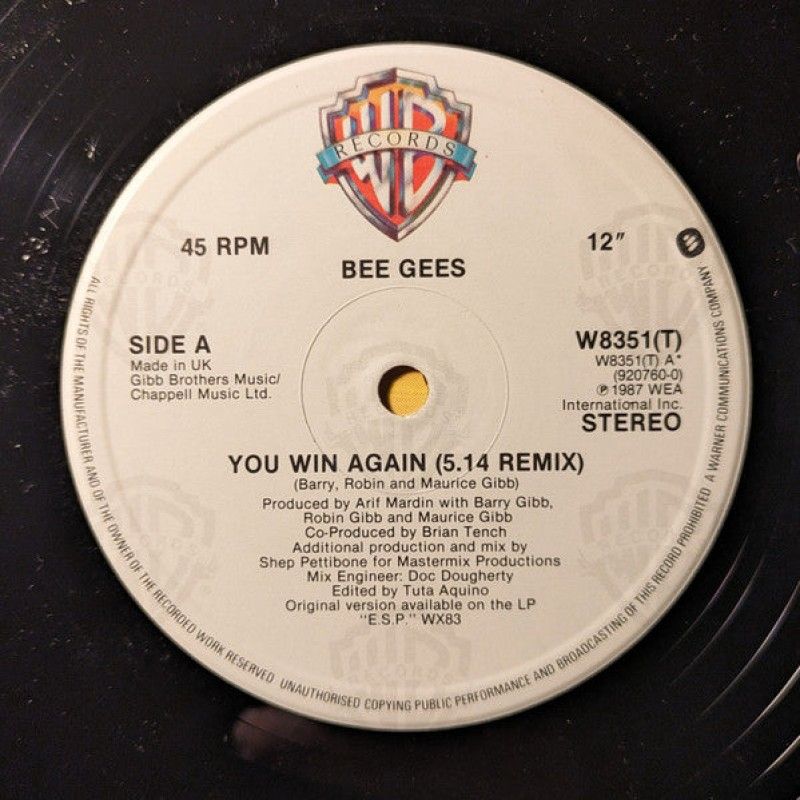 WB
RECORDS
45 RPM
12"
BEE GEES
SIDE A
Made in UK
Gibb Brothers Music/
Chappell Music Ltd.
W8351(T)
W8351(T) A*
(920760-0)
℗ 1987 WEA
International Inc.
STEREO
YOU WIN AGAIN (5.14 REMIX)
(Barry, Robin and Maurice Gibb)
Produced by Arif Mardin with Barry Gibb,
Robin Gibb and Maurice Gibb
Co-Produced by Brian Tench
Additional production and mix by
Shep Pettibone for Mastermix Productions
Mix Engineer: Doc Dougherty
Edited by Tuta Aquino
Original version available on the LP
"E.S.P." WX83
ALL RIGHTS OF THE MANUFACTURER AND OF THE OWNER OF THE RECORDED WORK RESERVED UNAUTHORISED COPYING PUBLIC PERFORMANCE AND BROADCASTING OF THIS RECORD PROHIBITED A WARNER COMMUNICATIONS COMPANY